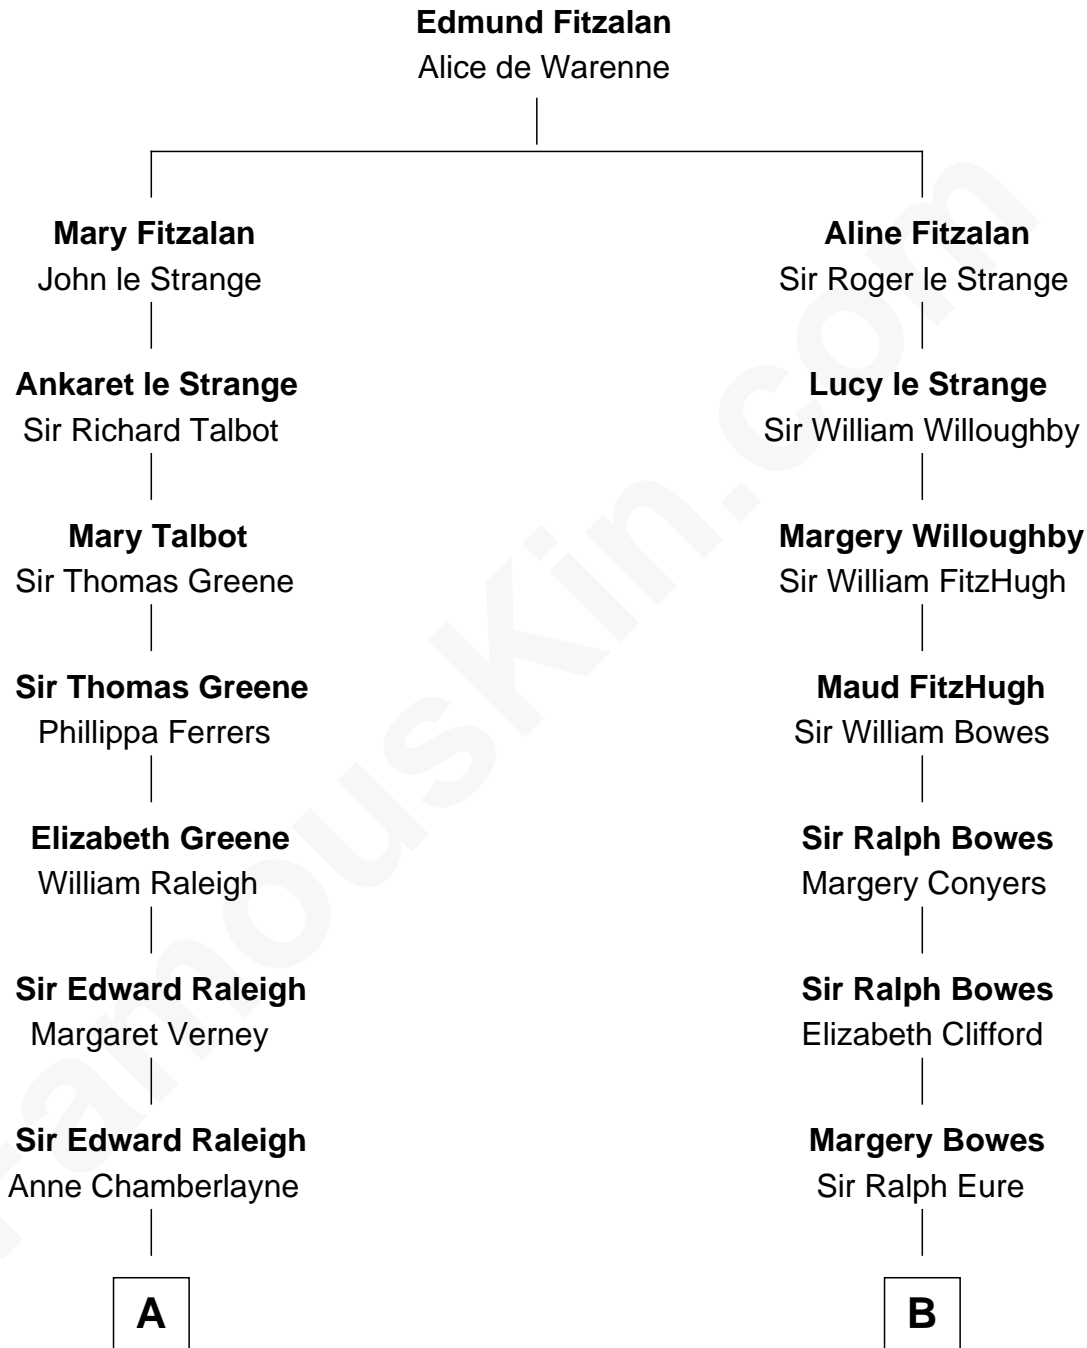 Edmund Fitzalan
Alice de Warenne
Mary Fitzalan
John le Strange
Aline Fitzalan
Sir Roger le Strange
Ankaret le Strange
Sir Richard Talbot
Lucy le Strange
Sir William Willoughby
Mary Talbot
Sir Thomas Greene
Margery Willoughby
Sir William FitzHugh
Sir Thomas Greene
Phillippa Ferrers
Maud FitzHugh
Sir William Bowes
Elizabeth Greene
William Raleigh
Sir Ralph Bowes
Margery Conyers
Sir Edward Raleigh
Margaret Verney
Sir Ralph Bowes
Elizabeth Clifford
Sir Edward Raleigh
Anne Chamberlayne
Margery Bowes
Sir Ralph Eure
A
B
FamousKin.com